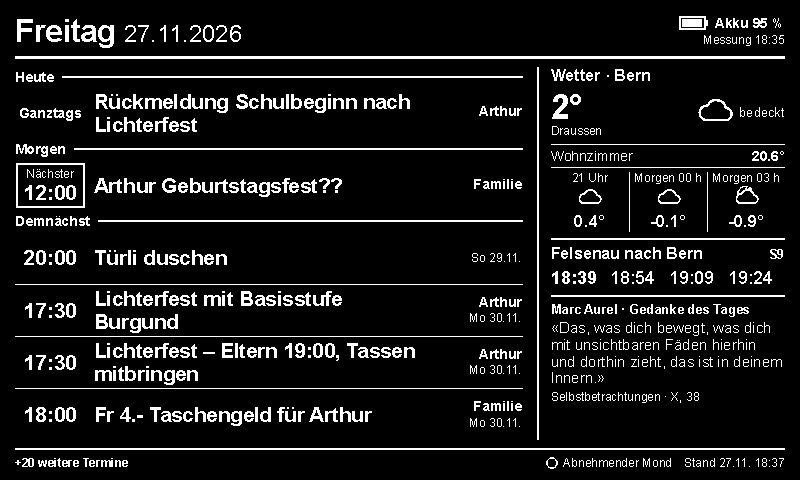 Freitag 27.11.2026
Akku 95 %
Messung 18:35
Heute
Ganztags
Rückmeldung Schulbeginn nach
Lichterfest
Arthur
Morgen
Nächster
12:00
Arthur Geburtstagsfest??
Familie
Demnächst
20:00
Türli duschen
So 29.11.
17:30
Lichterfest mit Basisstufe
Burgund
Arthur
Mo 30.11.
17:30
Lichterfest – Eltern 19:00, Tassen
mitbringen
Arthur
Mo 30.11.
18:00
Fr 4.- Taschengeld für Arthur
Familie
Mo 30.11.
Wetter · Bern
2°
Draussen
bedeckt
Wohnzimmer 20.6°
21 Uhr Morgen 00 h Morgen 03 h
0.4° -0.1° -0.9°
Felsenau nach Bern S9
18:39 18:54 19:09 19:24
Marc Aurel · Gedanke des Tages
«Das, was dich bewegt, was dich
mit unsichtbaren Fäden hierhin
und dorthin zieht, das ist in deinem
Innern.»
Selbstbetrachtungen · X, 38
+20 weitere Termine
Abnehmender Mond Stand 27.11. 18:37